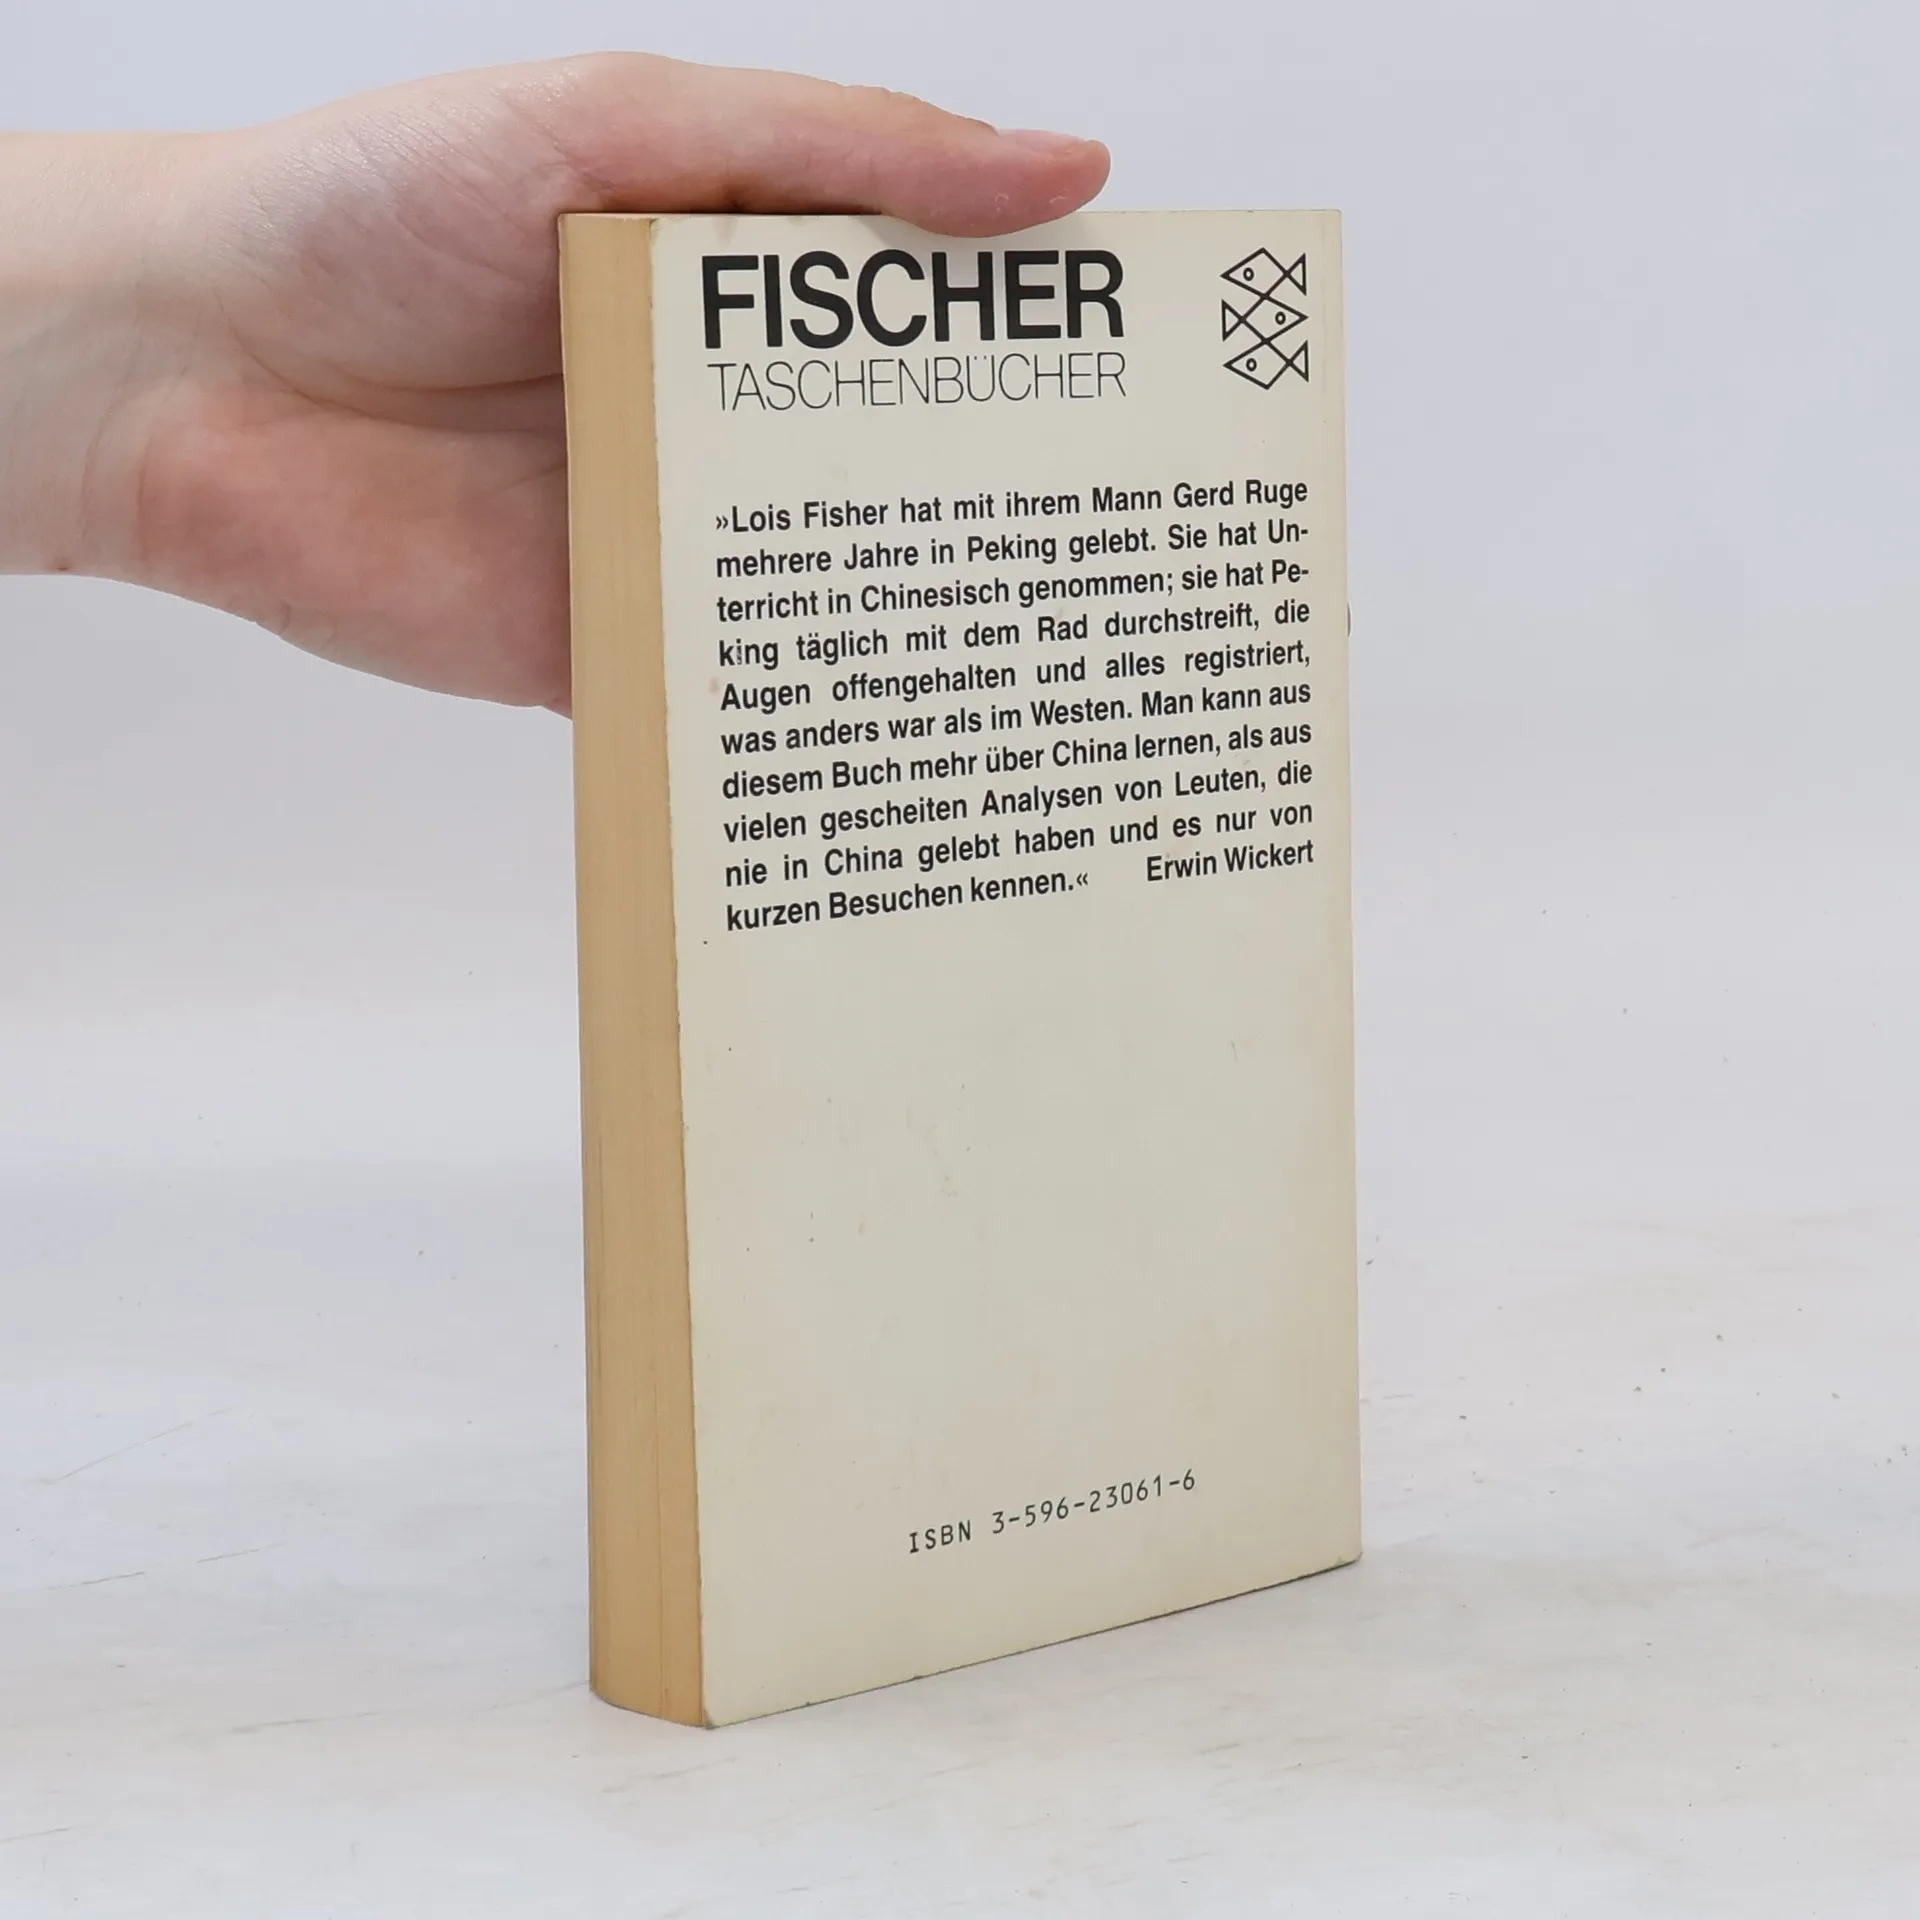 FISCHER
TASCHENBÜCHER
»Lois Fisher hat mit ihrem Mann Gerd Ruge
mehrere Jahre in Peking gelebt. Sie hat Un-
terricht in Chinesisch genommen; sie hat Pe-
king täglich mit dem Rad durchstreift, die
Augen offengehalten und alles registriert,
was anders war als im Westen. Man kann aus
diesem Buch mehr über China lernen, als aus
vielen gescheiten Analysen von Leuten, die
nie in China gelebt haben und es nur von
kurzen Besuchen kennen.« Erwin Wickert
ISBN 3-596-23061-6